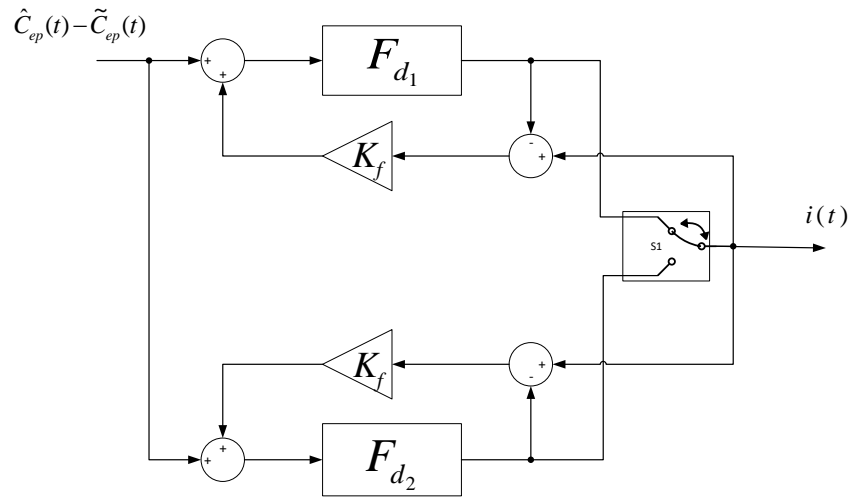 Ĉ_ep(t) − C̃_ep(t)
+
+
F_d₁
-
+
K_f
i(t)
S1
K_f
+
-
+
+
F_d₂